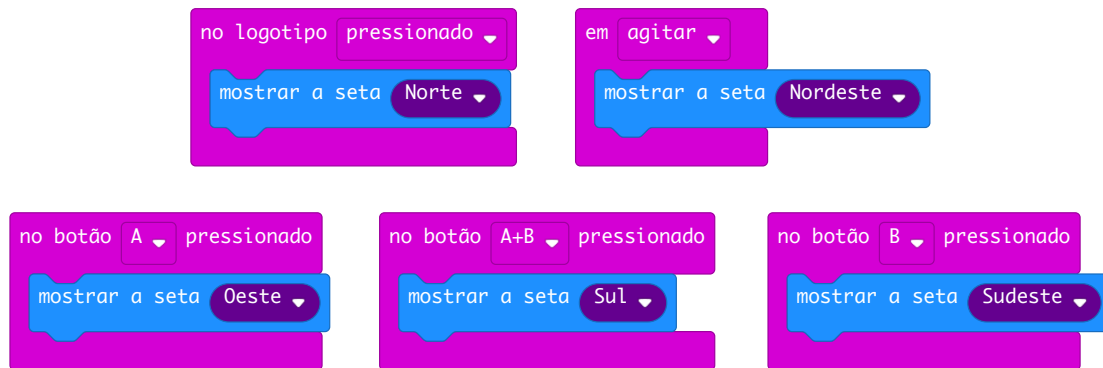 no logotipo pressionado
mostrar a seta Norte
em agitar
mostrar a seta Nordeste
no botão A pressionado
mostrar a seta Oeste
no botão A+B pressionado
mostrar a seta Sul
no botão B pressionado
mostrar a seta Sudeste